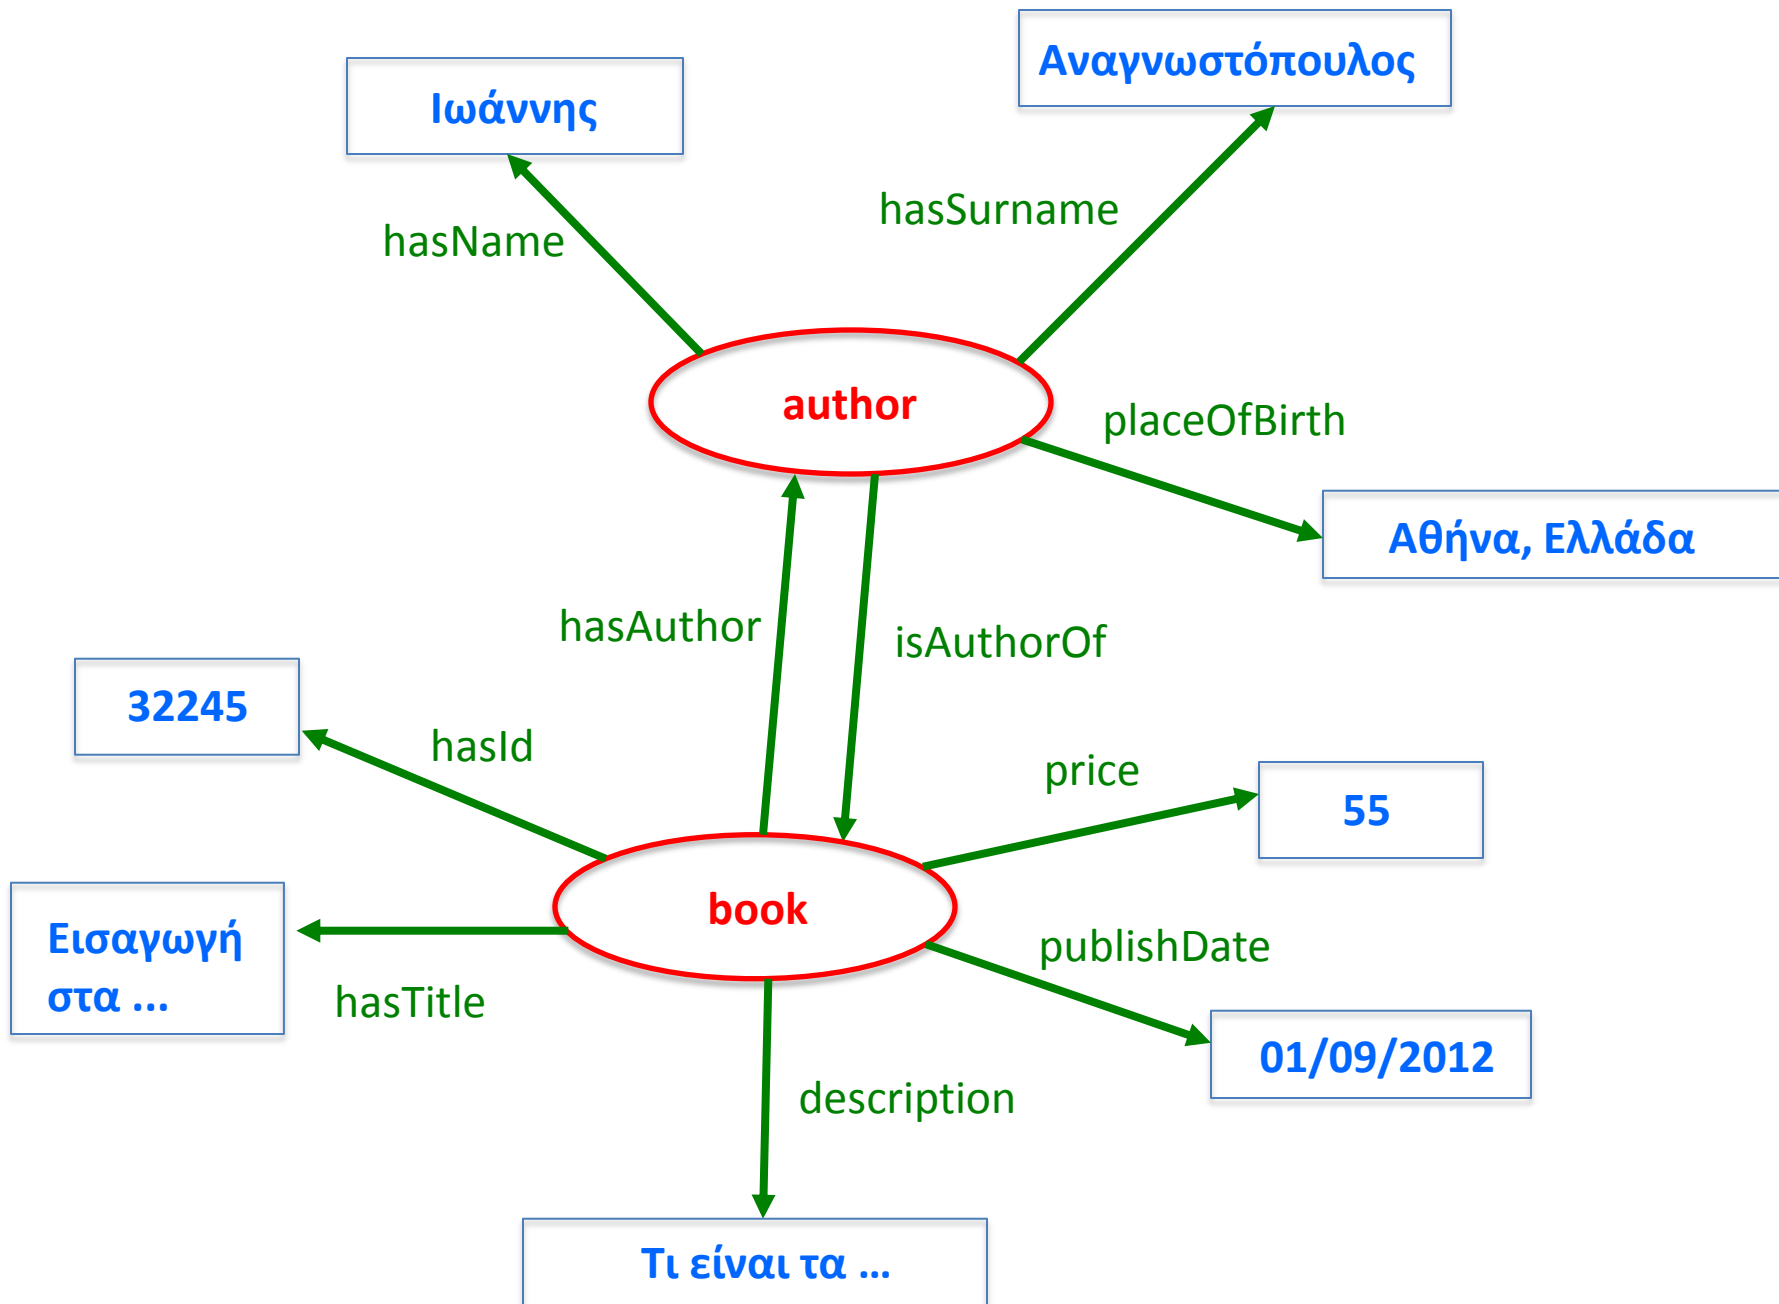 Αναγνωστόπουλος
Ιωάννης
hasSurname
hasName
author
placeOfBirth
Αθήνα, Ελλάδα
hasAuthor
isAuthorOf
32245
hasId
price
55
book
Εισαγωγή
στα ...
publishDate
hasTitle
01/09/2012
description
Τι είναι τα ...